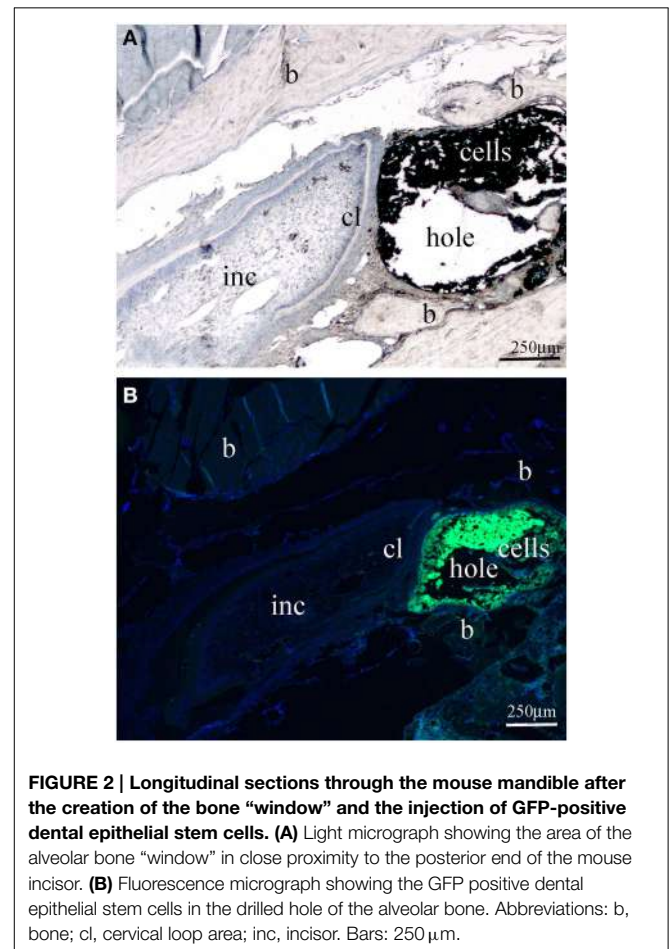 A
b
b
cells
cl
hole
inc
b
250µm
B
b
b
cl
cells
hole
inc
b
250µm
FIGURE 2 | Longitudinal sections through the mouse mandible after
the creation of the bone “window” and the injection of GFP-positive
dental epithelial stem cells. (A) Light micrograph showing the area of the
alveolar bone “window” in close proximity to the posterior end of the mouse
incisor. (B) Fluorescence micrograph showing the GFP positive dental
epithelial stem cells in the drilled hole of the alveolar bone. Abbreviations: b,
bone; cl, cervical loop area; inc, incisor. Bars: 250 µm.